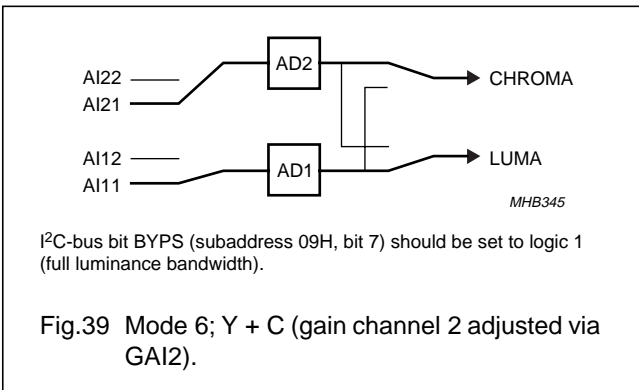 AI22
AI21
AD2
CHROMA
AI12
AI11
AD1
LUMA
MHB345
I²C-bus bit BYPS (subaddress 09H, bit 7) should be set to logic 1
(full luminance bandwidth).
Fig.39 Mode 6; Y + C (gain channel 2 adjusted via
GAI2).